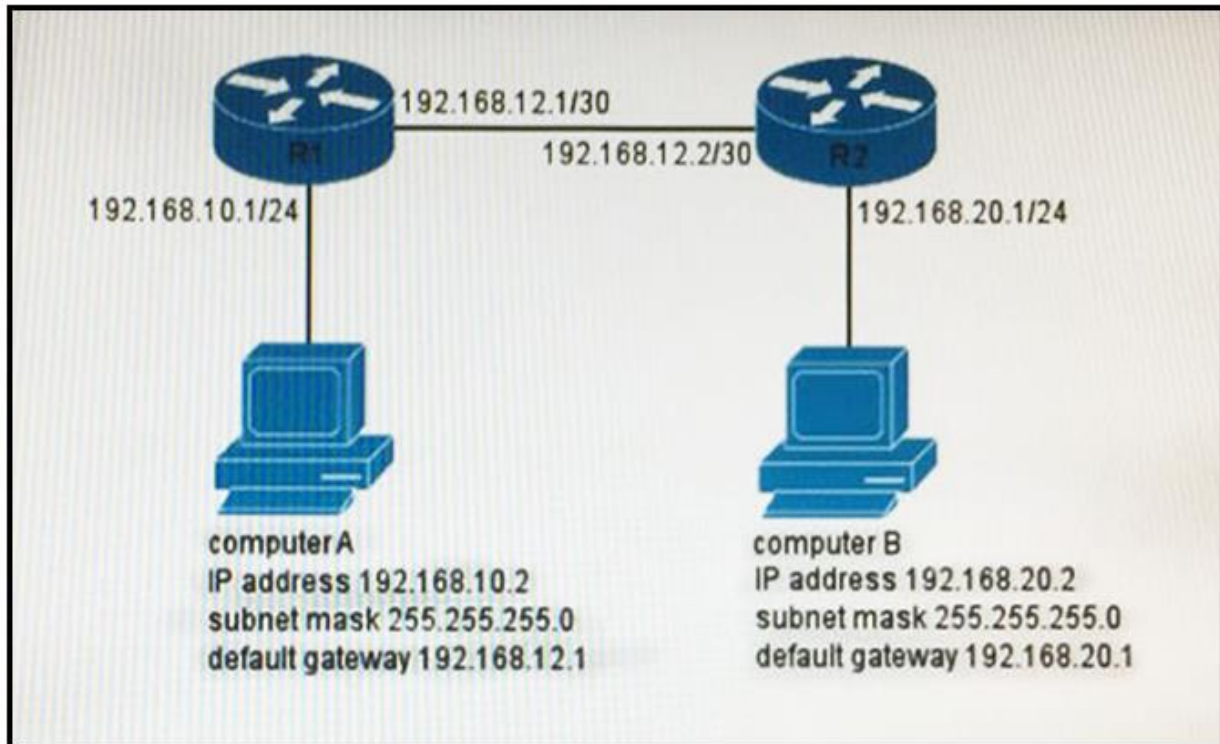 192.168.12.1/30
R1
192.168.12.2/30
R2
192.168.10.1/24
192.168.20.1/24
computer A
IP address 192.168.10.2
subnet mask 255.255.255.0
default gateway 192.168.12.1
computer B
IP address 192.168.20.2
subnet mask 255.255.255.0
default gateway 192.168.20.1